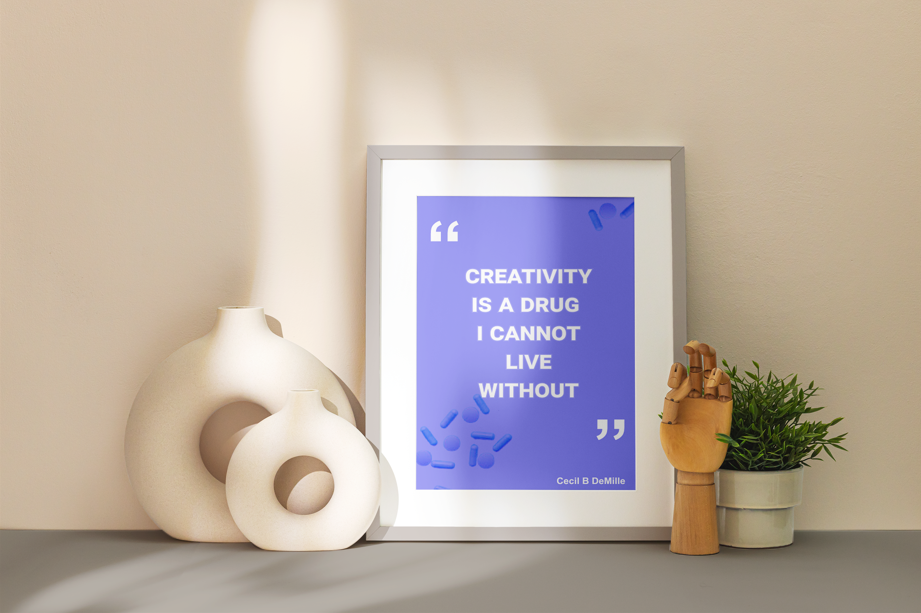 “
CREATIVITY
IS A DRUG
I CANNOT
LIVE
WITHOUT
”
Cecil B DeMille